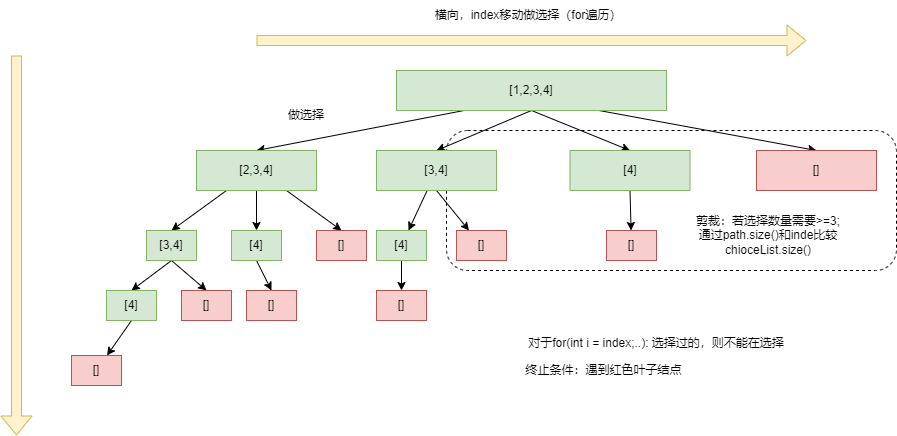 横向，index移动做选择（for遍历）
[1,2,3,4]
做选择
[2,3,4]
[3,4]
[4]
[]
[3,4]
[4]
[]
[4]
[]
[]
剪裁：若选择数量需要>=3;
通过path.size()和inde比较
chioceList.size()
[4]
[]
[]
[]
对于for(int i = index;..): 选择过的，则不能在选择
[]
终止条件：遇到红色叶子结点